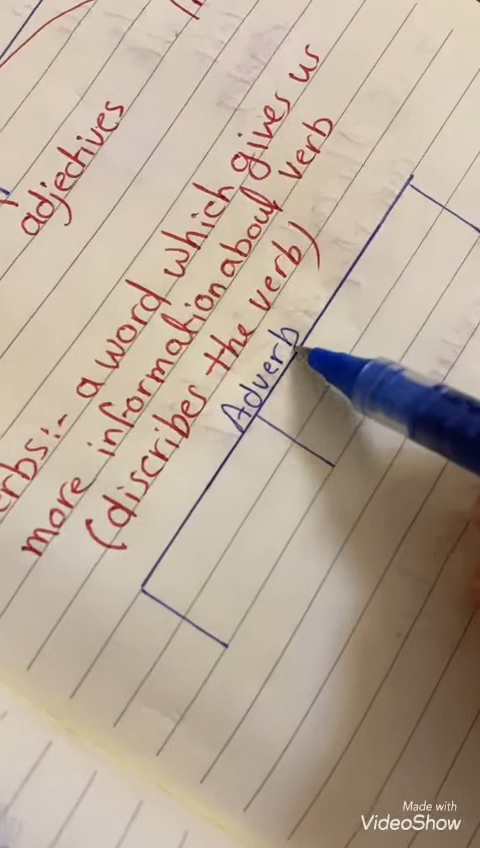 adjectives
erbs:- a word which gives us
more information about verb
(discribes the verb)
Adverb
Made with
VideoShow